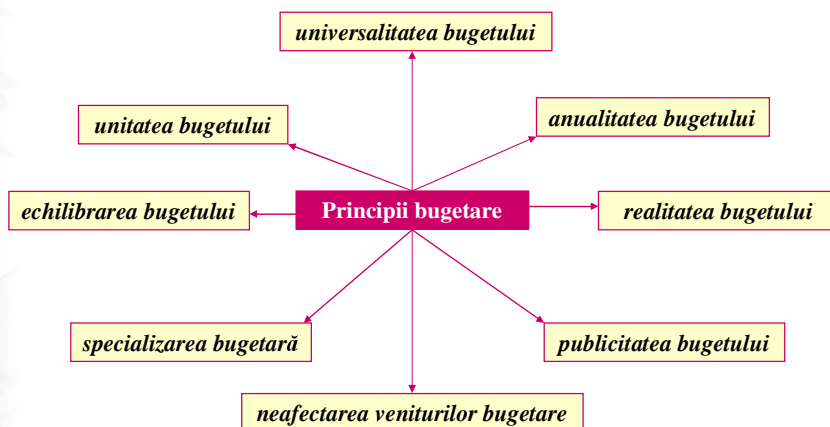 universalitatea bugetului
unitatea bugetului
anualitatea bugetului
echilibrarea bugetului
Principii bugetare
realitatea bugetului
specializarea bugetară
publicitatea bugetului
neafectarea veniturilor bugetare